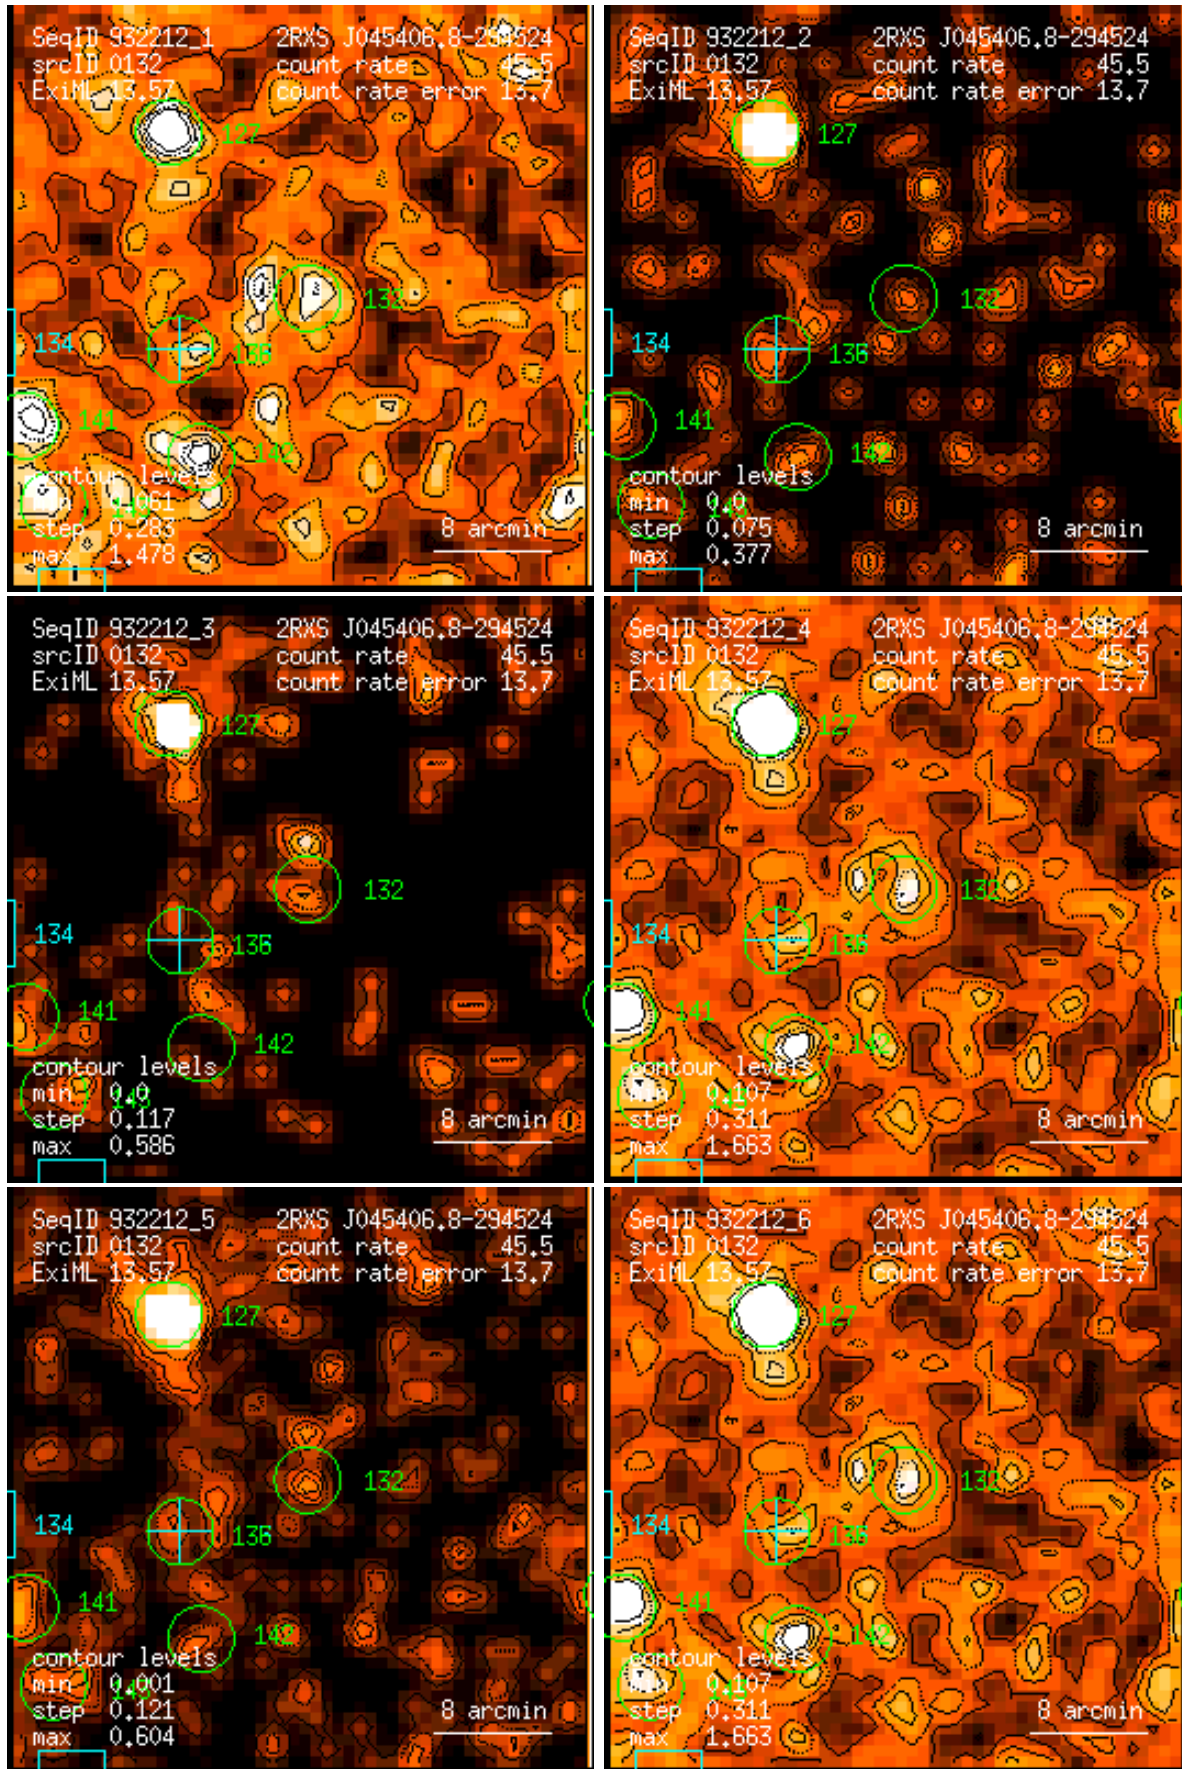 SeqID 932212_1 2RXS J045406.8-294524
srcID 0132 count rate 45.5
ExiML 13.57 count rate error 13.7
127
132
134 136
141
142
contour levels
min 0.061
step 0.283 8 arcmin
max 1.478
SeqID 932212_2 2RXS J045406.8-294524
srcID 0132 count rate 45.5
ExiML 13.57 count rate error 13.7
127
132
134 136
141
142
contour levels
min 0.0
step 0.075 8 arcmin
max 0.377
SeqID 932212_3 2RXS J045406.8-294524
srcID 0132 count rate 45.5
ExiML 13.57 count rate error 13.7
127
132
134 136
141
142
contour levels
min 0.0
step 0.117 8 arcmin
max 0.586
SeqID 932212_4 2RXS J045406.8-294524
srcID 0132 count rate 45.5
ExiML 13.57 count rate error 13.7
127
132
134 136
141
142
contour levels
min 0.107
step 0.311 8 arcmin
max 1.663
SeqID 932212_5 2RXS J045406.8-294524
srcID 0132 count rate 45.5
ExiML 13.57 count rate error 13.7
127
132
134 136
141
142
contour levels
min 0.001
step 0.121 8 arcmin
max 0.604
SeqID 932212_6 2RXS J045406.8-294524
srcID 0132 count rate 45.5
ExiML 13.57 count rate error 13.7
127
132
134 136
141
142
contour levels
min 0.107
step 0.311 8 arcmin
max 1.663